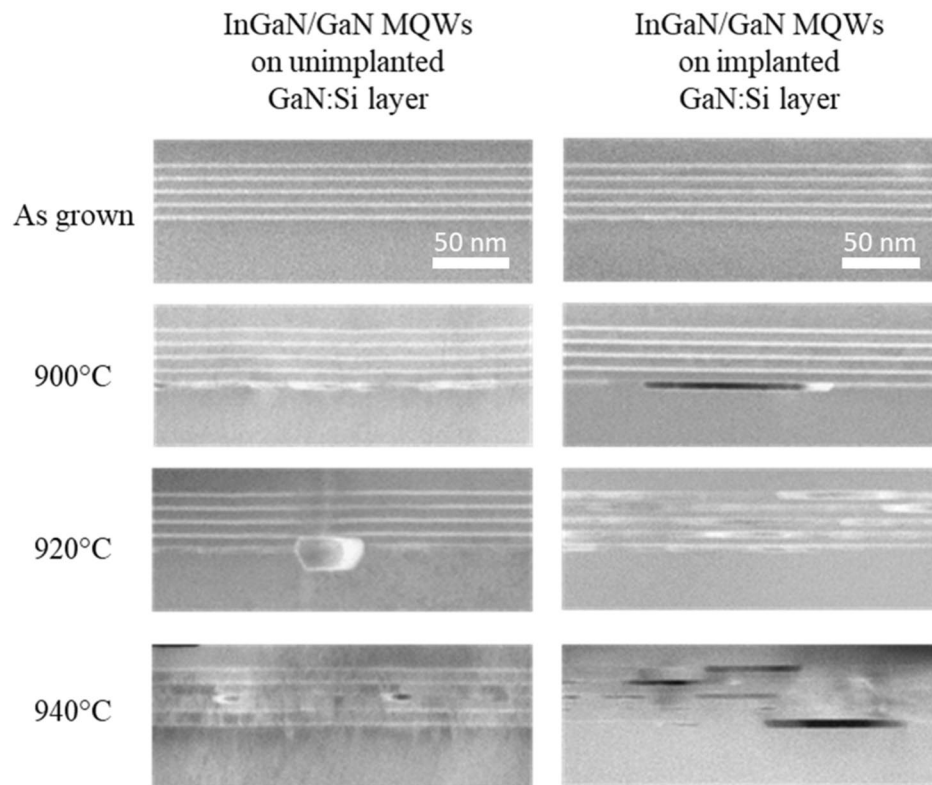 InGaN/GaN MQWs
on unimplanted
GaN:Si layer
InGaN/GaN MQWs
on implanted
GaN:Si layer
As grown
50 nm
50 nm
900°C
920°C
940°C